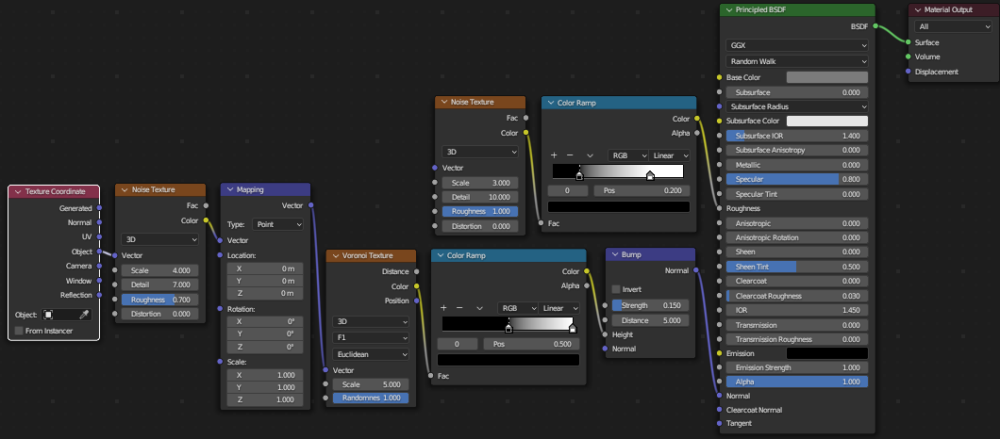 Texture Coordinate
Generated
Normal
UV
Object
Camera
Window
Reflection
Object:
From Instancer
Noise Texture
Fac
Color
3D
Vector
Scale 4.000
Detail 7.000
Roughness 0.700
Distortion 0.000
Mapping
Vector
Type: Point
Vector
Location:
X 0 m
Y 0 m
Z 0 m
Rotation:
X 0°
Y 0°
Z 0°
Scale:
X 1.000
Y 1.000
Z 1.000
Voronoi Texture
Distance
Color
Position
3D
F1
Euclidean
Vector
Scale 5.000
Randomnes 1.000
Noise Texture
Fac
Color
3D
Vector
Scale 3.000
Detail 10.000
Roughness 1.000
Distortion 0.000
Color Ramp
Color
Alpha
+ − RGB Linear
0 Pos 0.200
Fac
Color Ramp
Color
Alpha
+ − RGB Linear
0 Pos 0.500
Fac
Bump
Normal
Invert
Strength 0.150
Distance 5.000
Height
Normal
Principled BSDF
BSDF
GGX
Random Walk
Base Color
Subsurface 0.000
Subsurface Radius
Subsurface Color
Subsurface IOR 1.400
Subsurface Anisotropy 0.000
Metallic 0.000
Specular 0.800
Specular Tint 0.000
Roughness
Anisotropic 0.000
Anisotropic Rotation 0.000
Sheen 0.000
Sheen Tint 0.500
Clearcoat 0.000
Clearcoat Roughness 0.030
IOR 1.450
Transmission 0.000
Transmission Roughness 0.000
Emission
Emission Strength 1.000
Alpha 1.000
Normal
Clearcoat Normal
Tangent
Material Output
All
Surface
Volume
Displacement